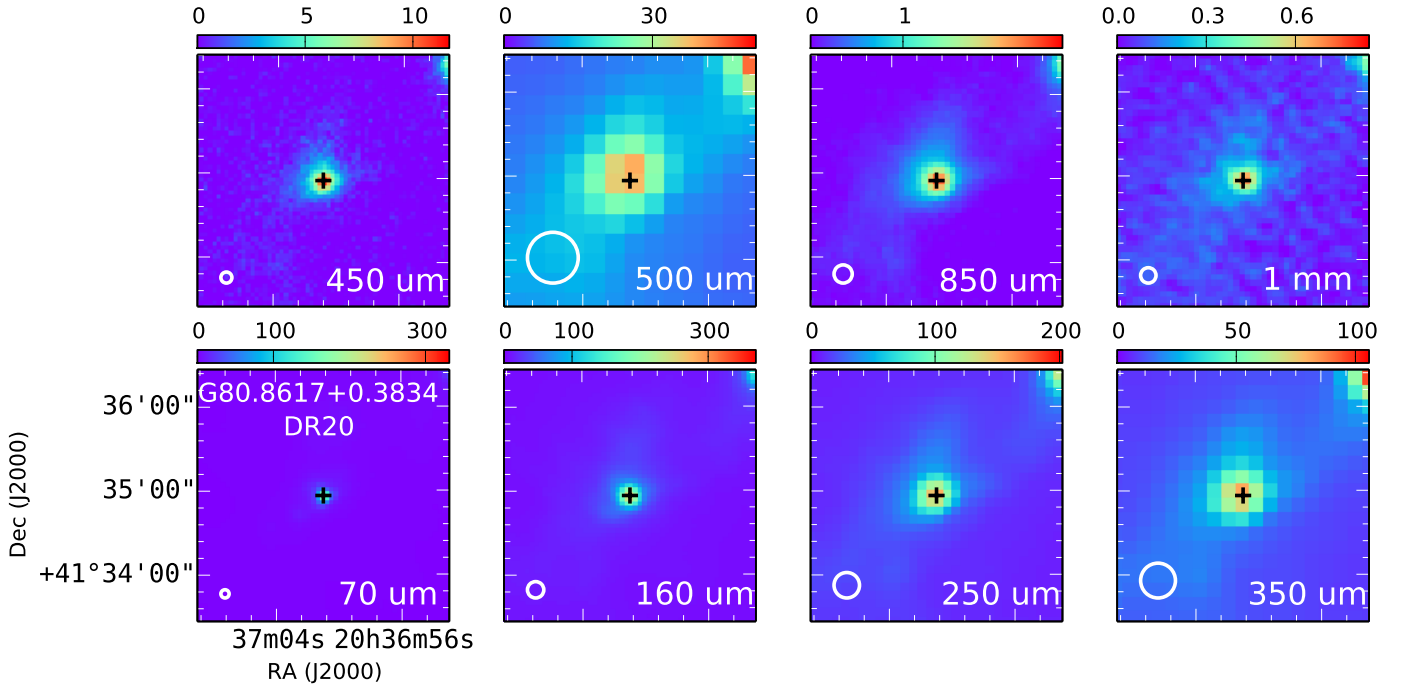 0 5 10
0 30
0 1
0.0 0.3 0.6
450 um
500 um
850 um
1 mm
0 100 300
0 100 300
0 100 200
0 50 100
G80.8617+0.3834
DR20
36'00"
35'00"
+41°34'00"
Dec (J2000)
70 um
160 um
250 um
350 um
37m04s 20h36m56s
RA (J2000)